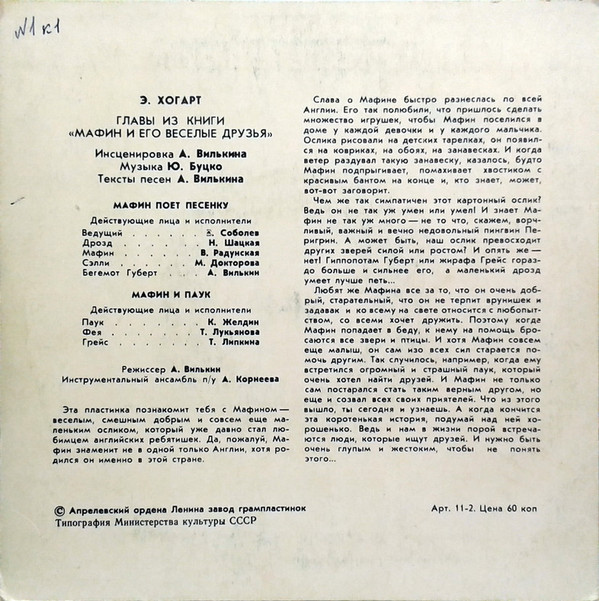 №1 к1
Э. ХОГАРТ
ГЛАВЫ ИЗ КНИГИ
«МАФИН И ЕГО ВЕСЕЛЫЕ ДРУЗЬЯ»
Инсценировка А. Вилькина
Музыка Ю. Буцко
Тексты песен А. Вилькина
МАФИН ПОЕТ ПЕСЕНКУ
Действующие лица и исполнители
Ведущий . . . . . . Е. Соболев
Дрозд . . . . . . Н. Шацкая
Мафин . . . . . . В. Радунская
Сэлли . . . . . . М. Докторова
Бегемот Губерт . . . А. Вилькин
МАФИН И ПАУК
Действующие лица и исполнители
Паук . . . . . . . К. Желдин
Фея . . . . . . . Т. Лукьянова
Грейс . . . . . . Т. Липкина
Режиссер А. Вилькин
Инструментальный ансамбль п/у А. Корнеева
Эта пластинка познакомит тебя с Мафином —
веселым, смешным добрым и совсем еще ма-
леньким осликом, который уже давно стал лю-
бимцем английских ребятишек. Да, пожалуй, Ма-
фин знаменит не в одной только Англии, хотя ро-
дился он именно в этой стране.
Слава о Мафине быстро разнеслась по всей
Англии. Его так полюбили, что пришлось сделать
множество игрушек, чтобы Мафин поселился в
доме у каждой девочки и у каждого мальчика.
Ослика рисовали на детских тарелках, он появил-
ся на ковриках, на обоях, на занавесках. И когда
ветер раздувал такую занавеску, казалось, будто
Мафин подпрыгивает, помахивает хвостиком с
красивым бантом на конце и, кто знает, может,
вот-вот заговорит.
Чем же так симпатичен этот картонный ослик?
Ведь он не так уж умен или умел! И знает Ма-
фин не так уж много — не то что, скажем, вор-
чливый, важный и вечно недовольный пингвин Пе-
ригрин. А может быть, наш ослик превосходит
других зверей силой или ростом? И опять же —
нет! Гиппопотам Губерт или жирафа Грейс гораз-
до больше и сильнее его, а маленький дрозд
умеет лучше петь...
Любят же Мафина все за то, что он очень доб-
рый, старательный, что он не терпит врунишек и
задавак и ко всему на свете относится с любопыт-
ством, со всеми хочет дружить. Поэтому когда
Мафин попадает в беду, к нему на помощь бро-
саются все звери и птицы. И хотя Мафин совсем
еще малыш, он сам изо всех сил старается по-
мочь другим. Так случилось, например, когда ему
встретился огромный и страшный паук, который
очень хотел найти друзей. И Мафин не только
сам постарался стать таким верным другом, но
еще и созвал всех своих приятелей. Что из этого
вышло, ты сегодня и узнаешь. А когда кончится
эта коротенькая история, подумай над ней хо-
рошенько. Ведь и нам в жизни порой встреча-
ются люди, которые ищут друзей. И нужно быть
очень глупым и жестоким, чтобы не понять
этого...
© Апрелевский ордена Ленина завод грампластинок
Типография Министерства культуры СССР
Арт. 11-2. Цена 60 коп